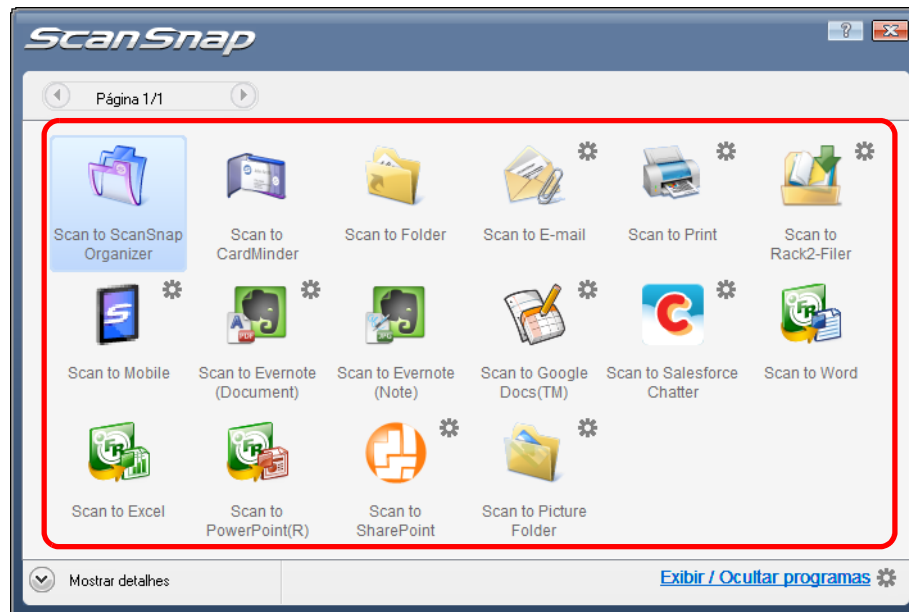 ScanSnap
Página 1/1
Scan to ScanSnap
Organizer
Scan to
CardMinder
Scan to Folder
Scan to E-mail
Scan to Print
Scan to
Rack2-Filer
Scan to Mobile
Scan to Evernote
(Document)
Scan to Evernote
(Note)
Scan to Google
Docs(TM)
Scan to Salesforce
Chatter
Scan to Word
Scan to Excel
Scan to
PowerPoint(R)
Scan to
SharePoint
Scan to Picture
Folder
Mostrar detalhes
Exibir / Ocultar programas